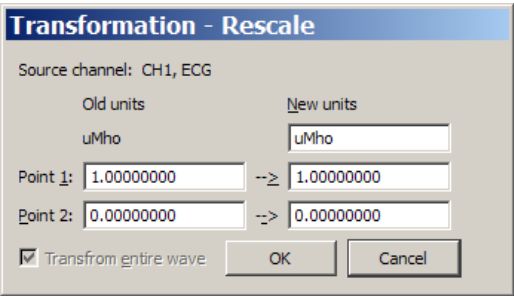 Transformation - Rescale
Source channel: CH1, ECG
Old units New units
uMho uMho
Point 1: 1.00000000 --> 1.00000000
Point 2: 0.00000000 --> 0.00000000
Transfrom entire wave OK Cancel